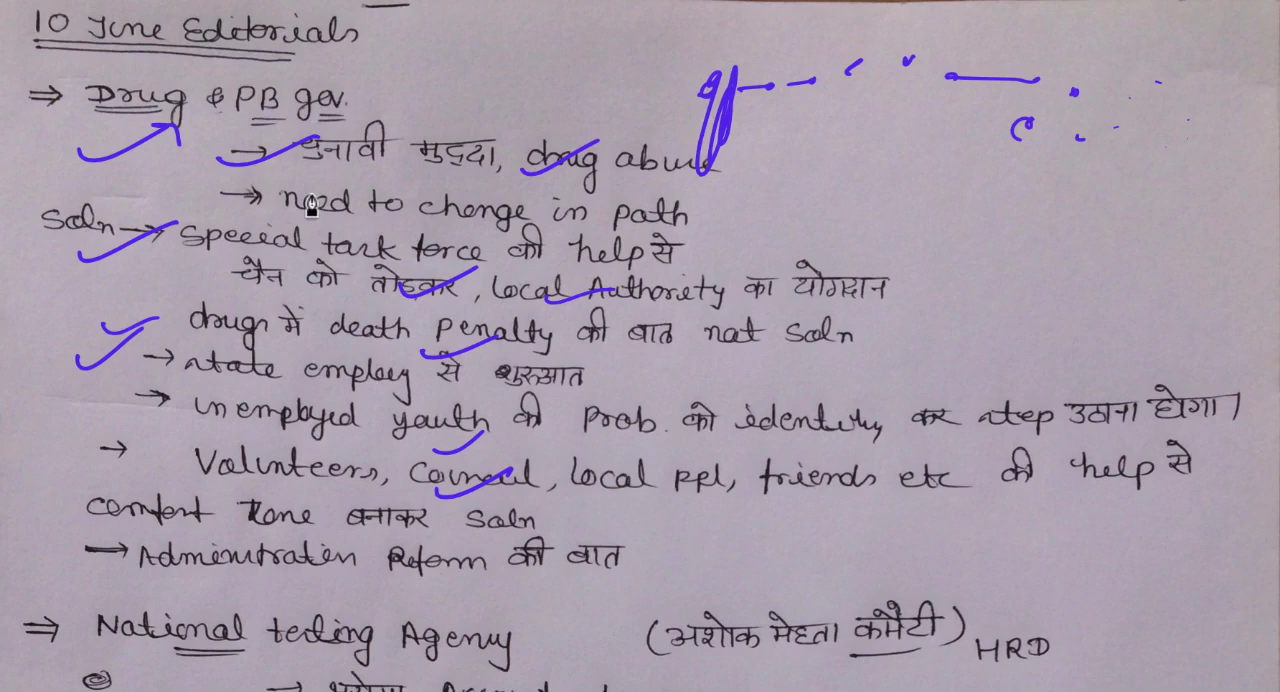 10 June Editorials
⇒ Drug & PB gov.
→ चुनावी मुद्दा, drug abuse
→ need to change in path
Soln → Special task force की help से
चैन को तोड़कर, Local Authority का योगदान
drugs में death penalty की बात not soln
→ state employ से शुरुआत
→ unemployed youth की Prob. को identify कर step उठाना होगा।
→ Volunteers, Council, local ppl, friends etc की help से
comfort zone बनाकर soln
→ Administration Reform की बात
⇒ National testing Agency (अशोक मेहता कमैटी) HRD